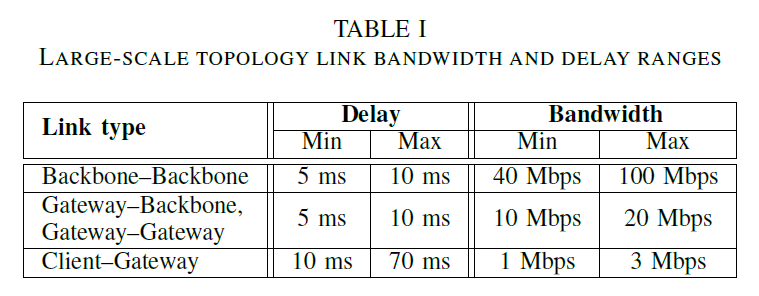 TABLE I
LARGE-SCALE TOPOLOGY LINK BANDWIDTH AND DELAY RANGES
Link type Delay Bandwidth
Min Max Min Max
Backbone–Backbone 5 ms 10 ms 40 Mbps 100 Mbps
Gateway–Backbone,
Gateway–Gateway 5 ms 10 ms 10 Mbps 20 Mbps
Client–Gateway 10 ms 70 ms 1 Mbps 3 Mbps